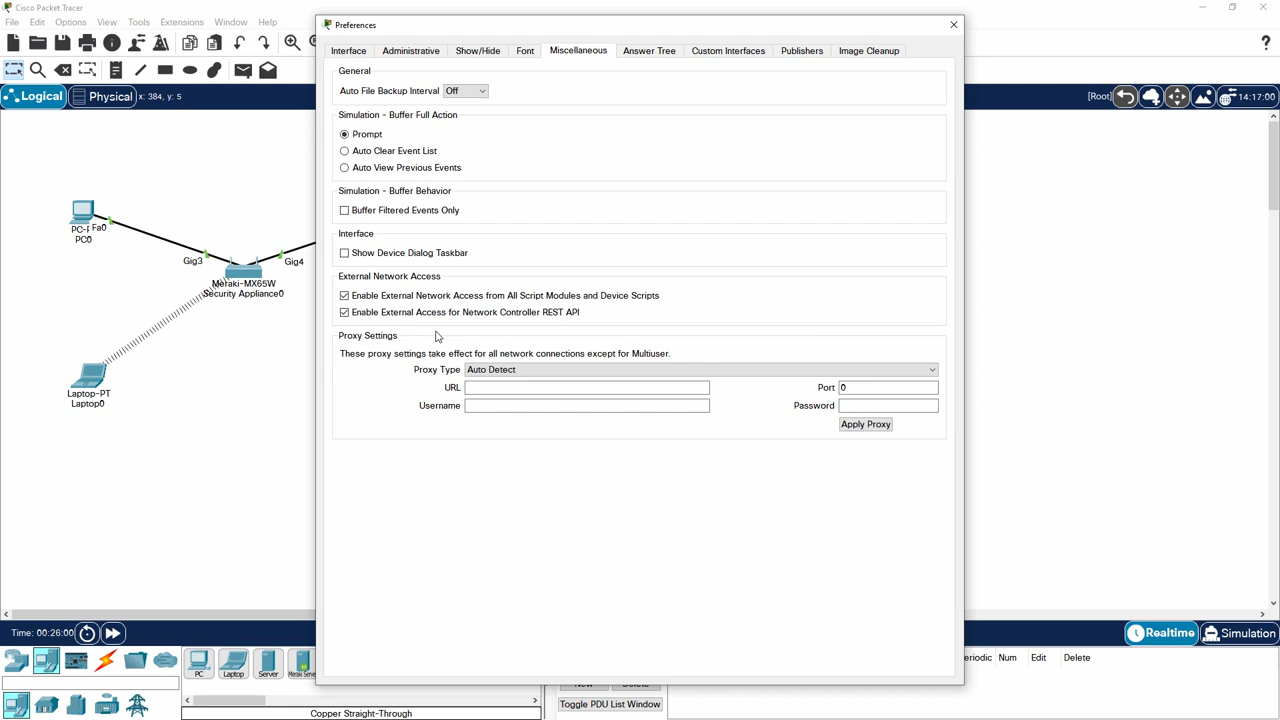 Cisco Packet Tracer
File Edit Options View Tools Extensions Window Help
Logical Physical x: 384, y: 5
[Root] 14:17:00
PC-F Fa0
PC0
Gig3
Gig4
Meraki-MX65W
Security Appliance0
Laptop-PT
Laptop0
Preferences
Interface Administrative Show/Hide Font Miscellaneous Answer Tree Custom Interfaces Publishers Image Cleanup
General
Auto File Backup Interval Off
Simulation - Buffer Full Action
Prompt
Auto Clear Event List
Auto View Previous Events
Simulation - Buffer Behavior
Buffer Filtered Events Only
Interface
Show Device Dialog Taskbar
External Network Access
Enable External Network Access from All Script Modules and Device Scripts
Enable External Access for Network Controller REST API
Proxy Settings
These proxy settings take effect for all network connections except for Multiuser.
Proxy Type Auto Detect
URL Port 0
Username Password
Apply Proxy
Time: 00:26:00
Realtime Simulation
PC Laptop Server Meraki Serve
Copper Straight-Through
New Delete
Toggle PDU List Window
eriodic Num Edit Delete